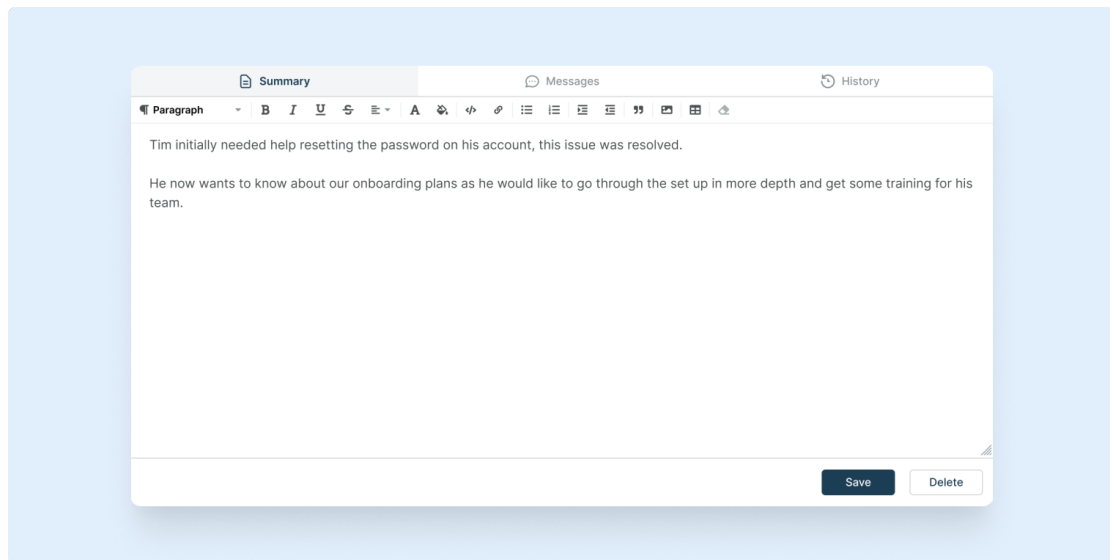 Summary
Messages
History
Paragraph
Tim initially needed help resetting the password on his account, this issue was resolved.
He now wants to know about our onboarding plans as he would like to go through the set up in more depth and get some training for his
team.
Save
Delete